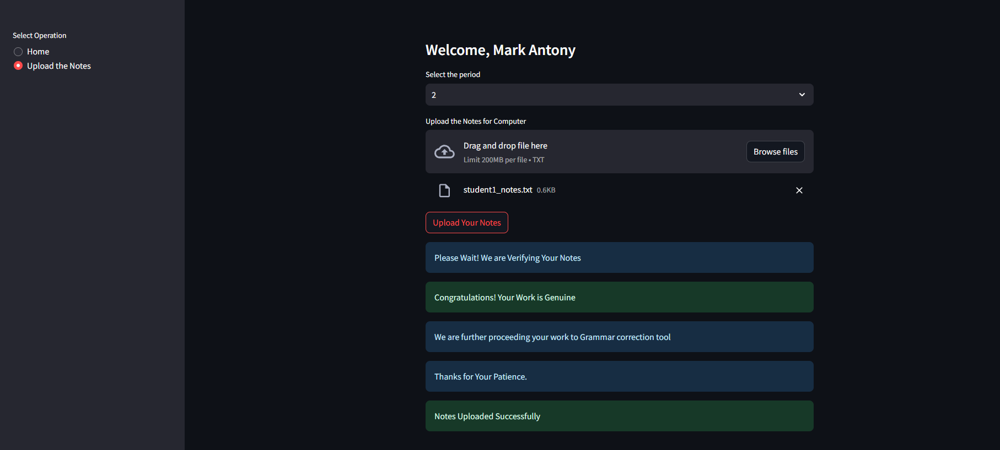 Select Operation
Home
Upload the Notes
Welcome, Mark Antony
Select the period
2
Upload the Notes for Computer
Drag and drop file here
Limit 200MB per file • TXT
Browse files
student1_notes.txt 0.6KB
Upload Your Notes
Please Wait! We are Verifying Your Notes
Congratulations! Your Work is Genuine
We are further proceeding your work to Grammar correction tool
Thanks for Your Patience.
Notes Uploaded Successfully